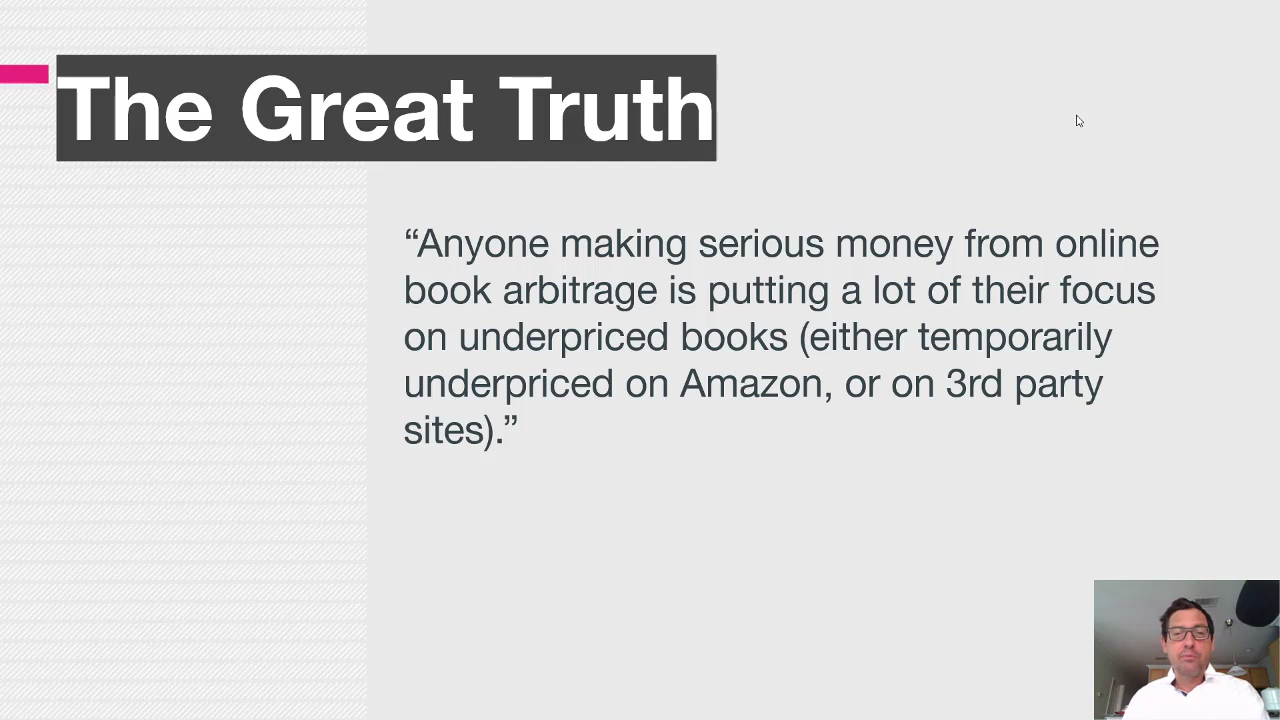 The Great Truth
“Anyone making serious money from online
book arbitrage is putting a lot of their focus
on underpriced books (either temporarily
underpriced on Amazon, or on 3rd party
sites).”